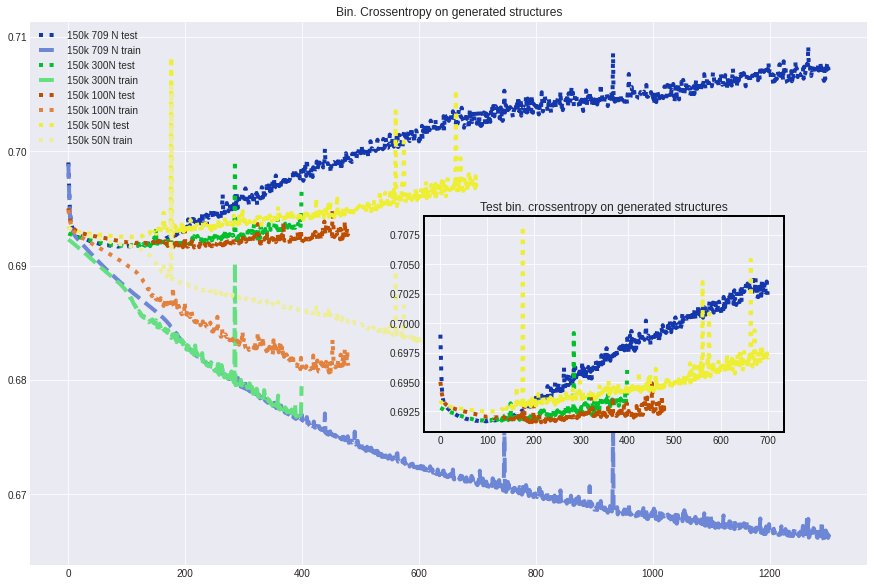 Bin. Crossentropy on generated structures
0.71
0.70
0.69
0.68
0.67
150k 709 N test
150k 709 N train
150k 300N test
150k 300N train
150k 100N test
150k 100N train
150k 50N test
150k 50N train
Test bin. crossentropy on generated structures
0.7075
0.7050
0.7025
0.7000
0.6975
0.6950
0.6925
0 100 200 300 400 500 600 700
0 200 400 600 800 1000 1200